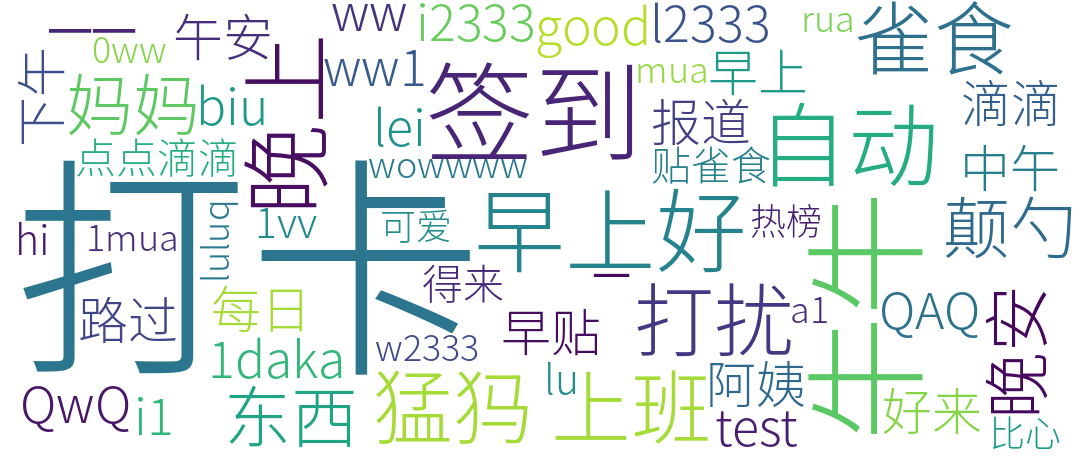 ww
i2333
good
l2333
rua
雀食
一一
午安
0ww
晚上
ww1
签到
mua
早上
滴滴
下午
妈妈
biu
lei
报道
自动
点点滴滴
wowwww
贴雀食
中午
打卡
luluq
1vv
可爱
早上好
热榜
牛牛
颠勺
hi
1mua
得来
一
路过
每日
早贴
打扰
a1
QAQ
晚安
1daka
w2333
QwQ
i1
东西
猛犸
lu
上班
阿姨
test
好来
比心